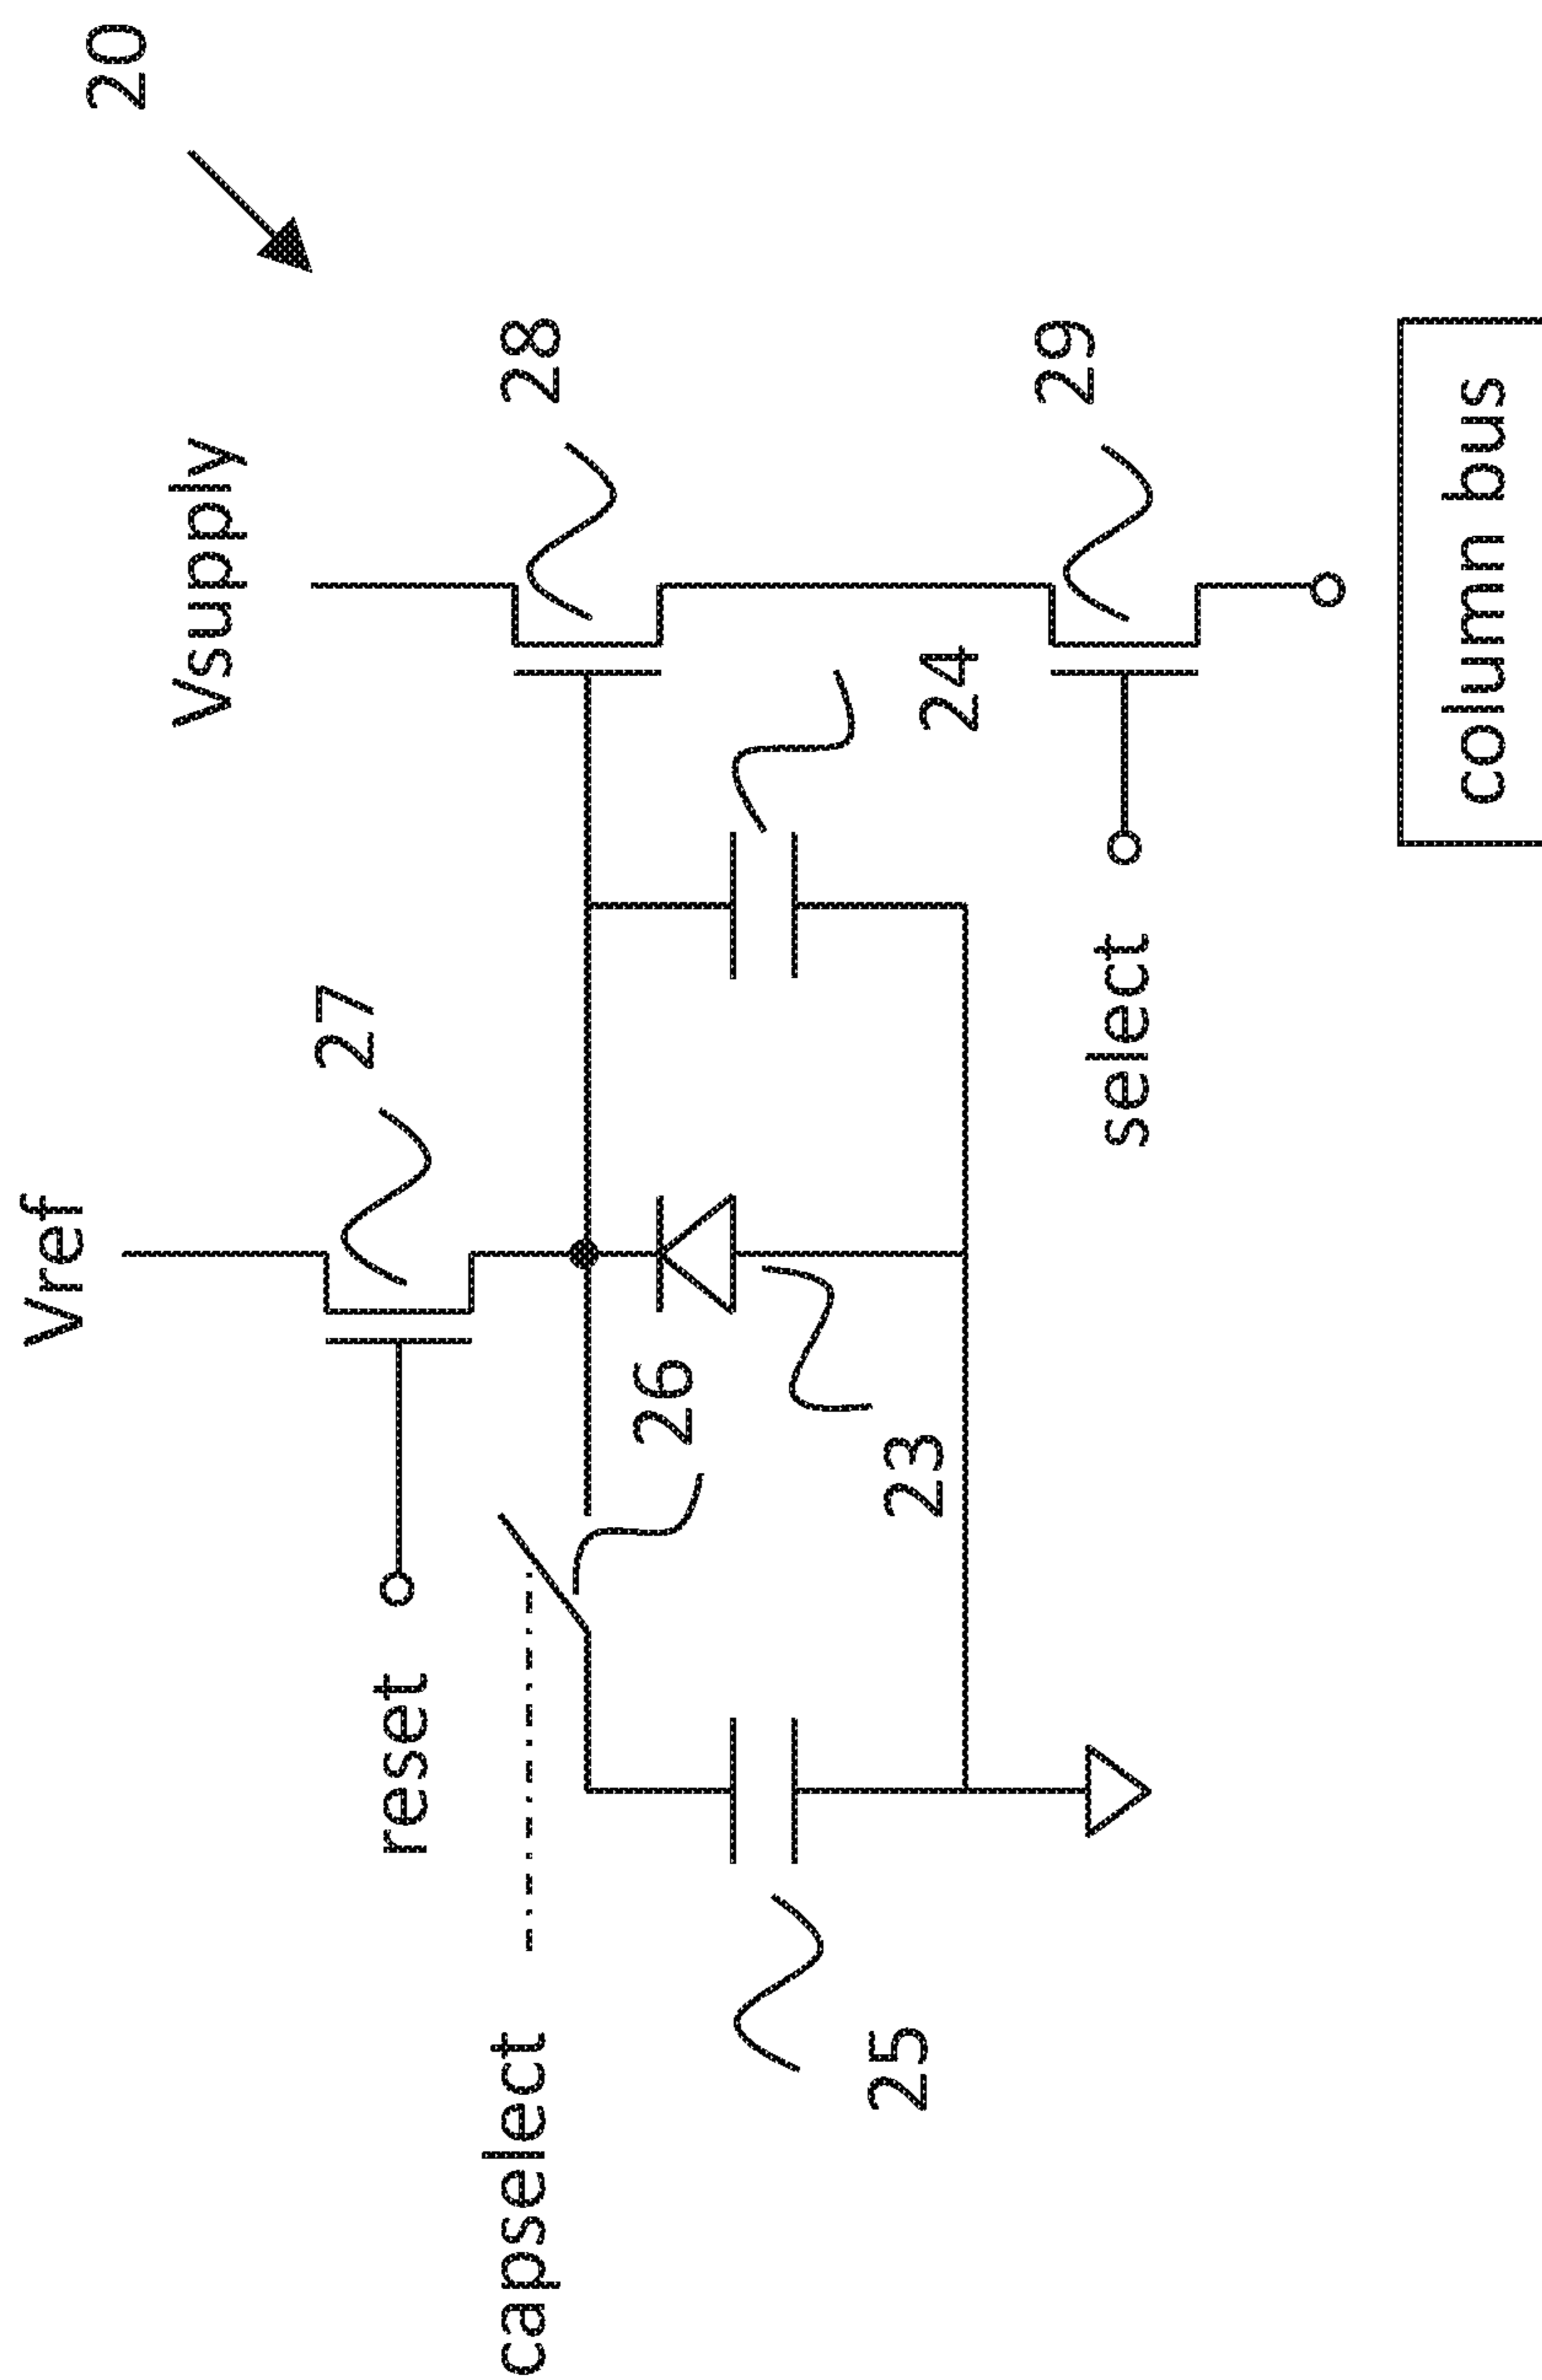 20
Vref
Vsupply
27
28
reset
capselect
26
24
29
25
23
select
column bus